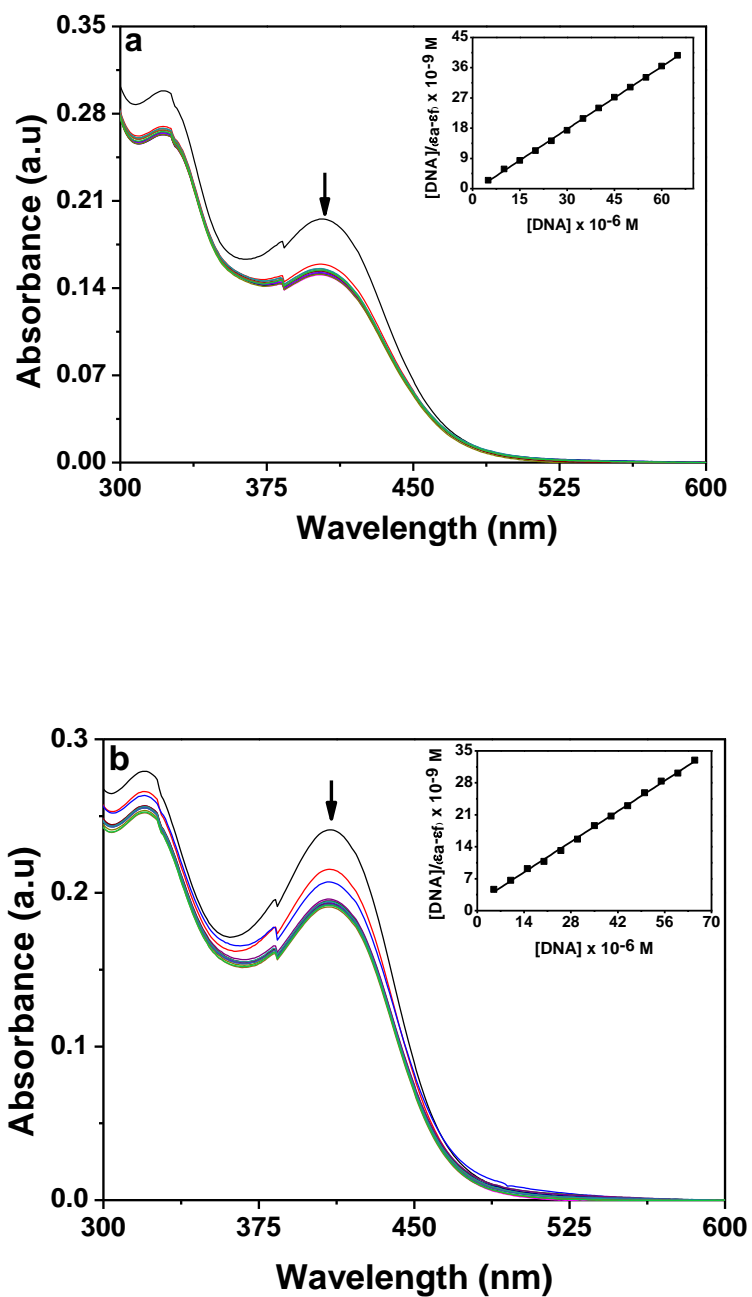 a
Absorbance (a.u)
0.35
0.28
0.21
0.14
0.07
0.00
300 375 450 525 600
Wavelength (nm)
[DNA]/(εa-εf) x 10-9 M
45
36
27
18
9
0
0 15 30 45 60
[DNA] x 10-6 M
b
Absorbance (a.u)
0.3
0.2
0.1
0.0
300 375 450 525 600
Wavelength (nm)
[DNA]/(εa-εf) x 10-9 M
35
28
21
14
7
0
0 14 28 42 56 70
[DNA] x 10-6 M